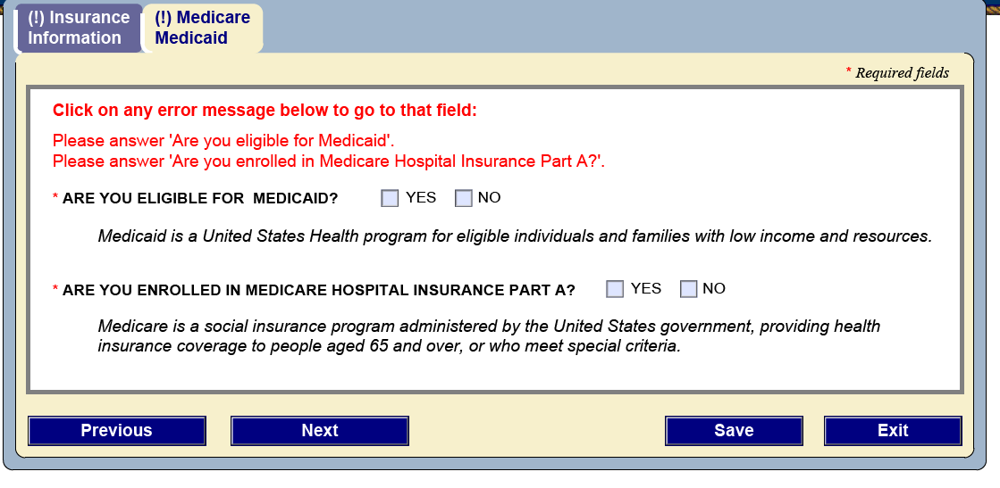 (!) Insurance
Information
(!) Medicare
Medicaid
* Required fields
Click on any error message below to go to that field:
Please answer 'Are you eligible for Medicaid'.
Please answer 'Are you enrolled in Medicare Hospital Insurance Part A?'.
* ARE YOU ELIGIBLE FOR MEDICAID? YES NO
Medicaid is a United States Health program for eligible individuals and families with low income and resources.
* ARE YOU ENROLLED IN MEDICARE HOSPITAL INSURANCE PART A? YES NO
Medicare is a social insurance program administered by the United States government, providing health
insurance coverage to people aged 65 and over, or who meet special criteria.
Previous Next Save Exit